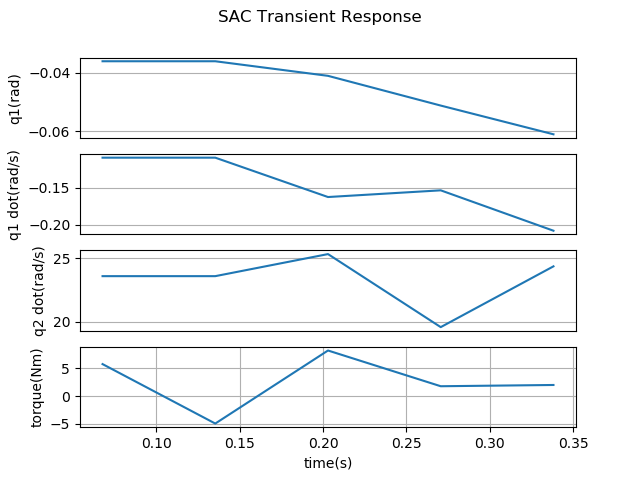 SAC Transient Response
q1(rad)
−0.04
−0.06
q1 dot(rad/s)
−0.15
−0.20
q2 dot(rad/s)
25
20
torque(Nm)
5
0
−5
0.10 0.15 0.20 0.25 0.30 0.35
time(s)